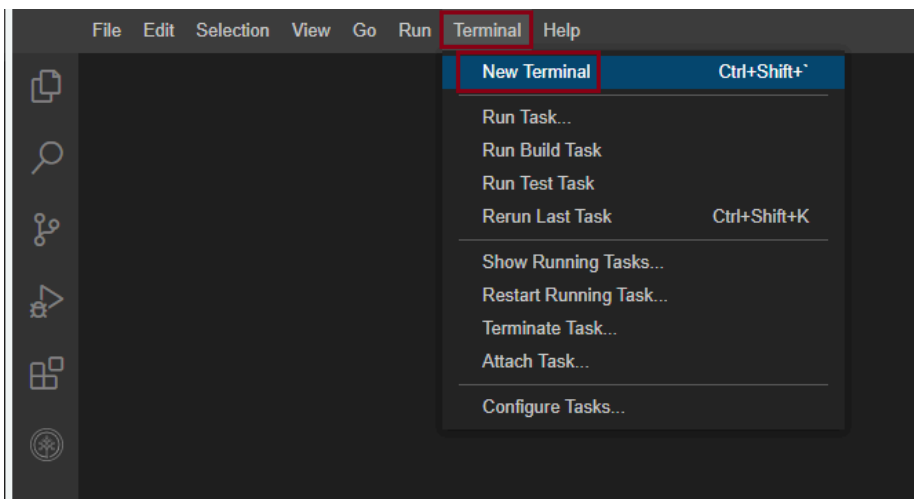 File Edit Selection View Go Run Terminal Help
New Terminal Ctrl+Shift+`
Run Task...
Run Build Task
Run Test Task
Rerun Last Task Ctrl+Shift+K
Show Running Tasks...
Restart Running Task...
Terminate Task...
Attach Task...
Configure Tasks...